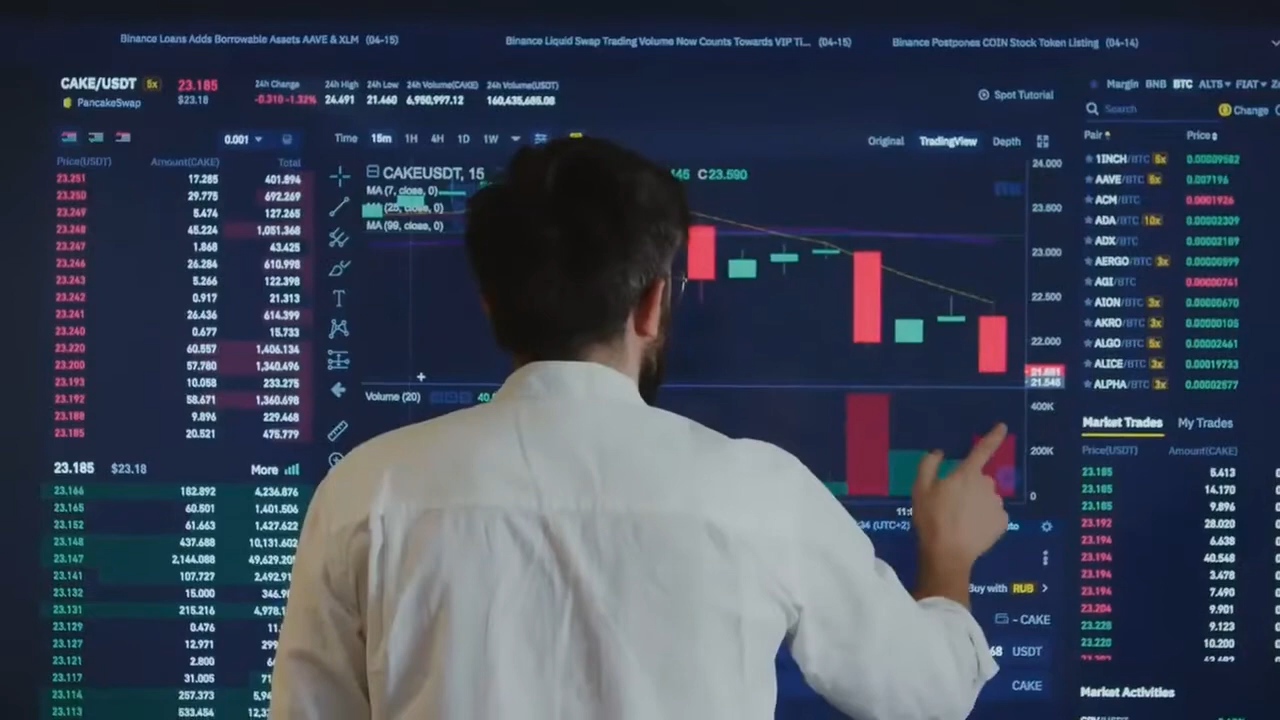 Binance Loans Adds Borrowable Assets AAVE & XLM (04-15)
Binance Liquid Swap Trading Volume Now Counts Towards VIP Ti... (04-15)
Binance Postpones COIN Stock Token Listing (04-14)
CAKE/USDT 5x 23.185
PancakeSwap $23.18
24h Change 24h High 24h Low 24h Volume(CAKE) 24h Volume(USDT)
-0.310 -1.32% 24.491 21.460 6,950,997.12 160,435,685.08
Spot Tutorial
Margin BNB BTC ALTS FIAT
Search Change
0.001
Time 15m 1H 4H 1D 1W
Original TradingView Depth
Price(USDT) Amount(CAKE) Total
23.251 17.285 401.894
23.250 29.775 692.269
23.249 5.474 127.265
23.248 45.224 1,051.368
23.247 1.868 43.425
23.246 26.284 610.998
23.243 5.266 122.398
23.242 0.917 21.313
23.241 26.436 614.399
23.240 0.677 15.733
23.220 60.557 1,406.134
23.200 57.780 1,340.496
23.193 10.058 233.275
23.192 58.671 1,360.698
23.188 9.896 229.468
23.185 20.521 475.779
23.185 $23.18 More
23.166 182.892 4,236.876
23.165 60.501 1,401.506
23.152 61.663 1,427.622
23.148 437.688 10,131.602
23.147 2,144.088 49,629.20
23.141 107.727 2,492.91
23.132 15.000 346.9
23.131 215.216 4,978.1
23.129 0.476 11.
23.127 12.971 299
23.121 2.800
23.117 31.005 71
23.114 257.373 5,94
23.113 533.454 12,3
CAKEUSDT, 15
C23.590
MA (7, close, 0)
MA (25, close, 0)
MA (99, close, 0)
24.000
23.500
23.000
22.500
22.000
21.548
Volume (20)
400K
200K
0
(UTC+2)
Buy with RUB
- CAKE
USDT
CAKE
Pair Price
1INCH/BTC 5x 0.00009582
AAVE/BTC 5x 0.007196
ACM/BTC 0.0001926
ADA/BTC 10x 0.00002309
ADX/BTC 0.00002189
AERGO/BTC 3x 0.00000599
AGI/BTC 0.00000741
AION/BTC 3x 0.00000670
AKRO/BTC 3x 0.00000105
ALGO/BTC 5x 0.00002461
ALICE/BTC 3x 0.00019733
ALPHA/BTC 3x 0.00002577
Market Trades My Trades
Price(USDT) Amount(CAKE)
23.185 5.413
23.185 14.170
23.185 9.896
23.192 28.020
23.194 6.638
23.194 40.548
23.194 3.478
23.194 7.490
23.204 9.901
23.228 9.123
23.220 10.200
Market Activities